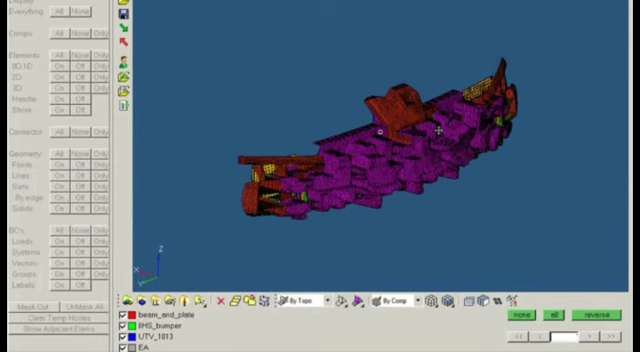 Display
Everything All None
Comps: All None Only
Elements: All None Only
0D,1D: On Off Only
2D: On Off Only
3D: On Off Only
Handle On Off
Shrink: On Off
Connector All None Only
Geometry: All None Only
Points: On Off Only
Lines: On Off Only
Surfs: On Off Only
By edge On Off Only
Solids: On Off Only
BC's All None Only
Loads: On Off Only
Systems On Off Only
Vectors On Off Only
Groups: On Off Only
Labels: On Off
Mask Out UnMask All
Clear Temp Nodes
Show Adjacent Elems
Z
X
Y
By Topo By Comp
beam_and_plate none all reverse
IIHS_bumper
UTV_1813
EA